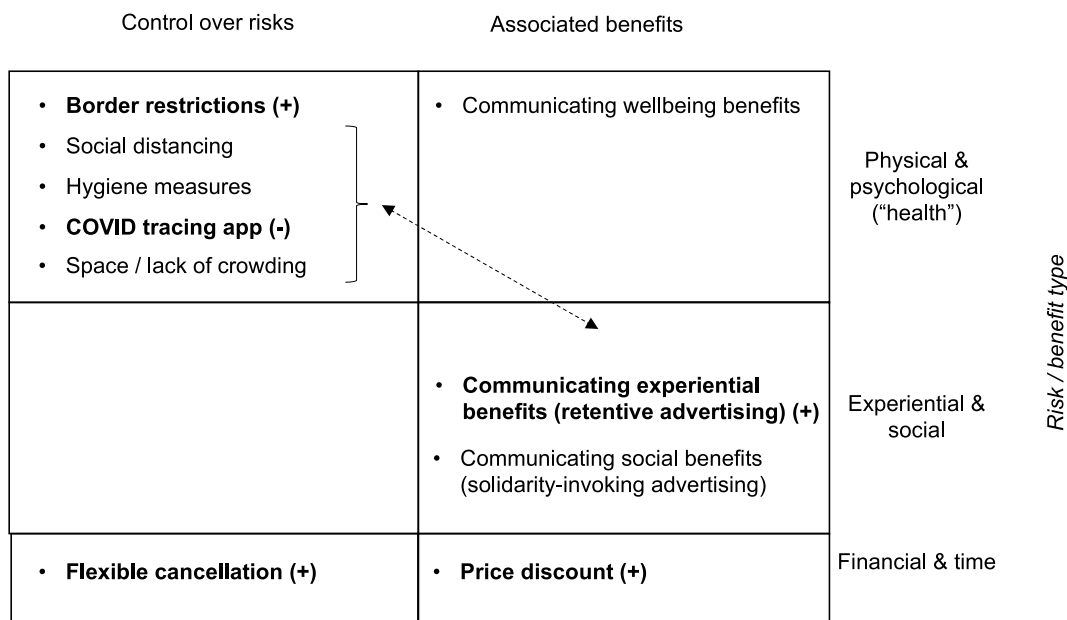 Control over risks
Associated benefits
• Border restrictions (+)
• Social distancing
• Hygiene measures
• COVID tracing app (-)
• Space / lack of crowding
• Communicating wellbeing benefits
Physical &
psychological
(“health”)
• Communicating experiential
benefits (retentive advertising) (+)
• Communicating social benefits
(solidarity-invoking advertising)
Experiential &
social
• Flexible cancellation (+)
• Price discount (+)
Financial & time
Risk / benefit type